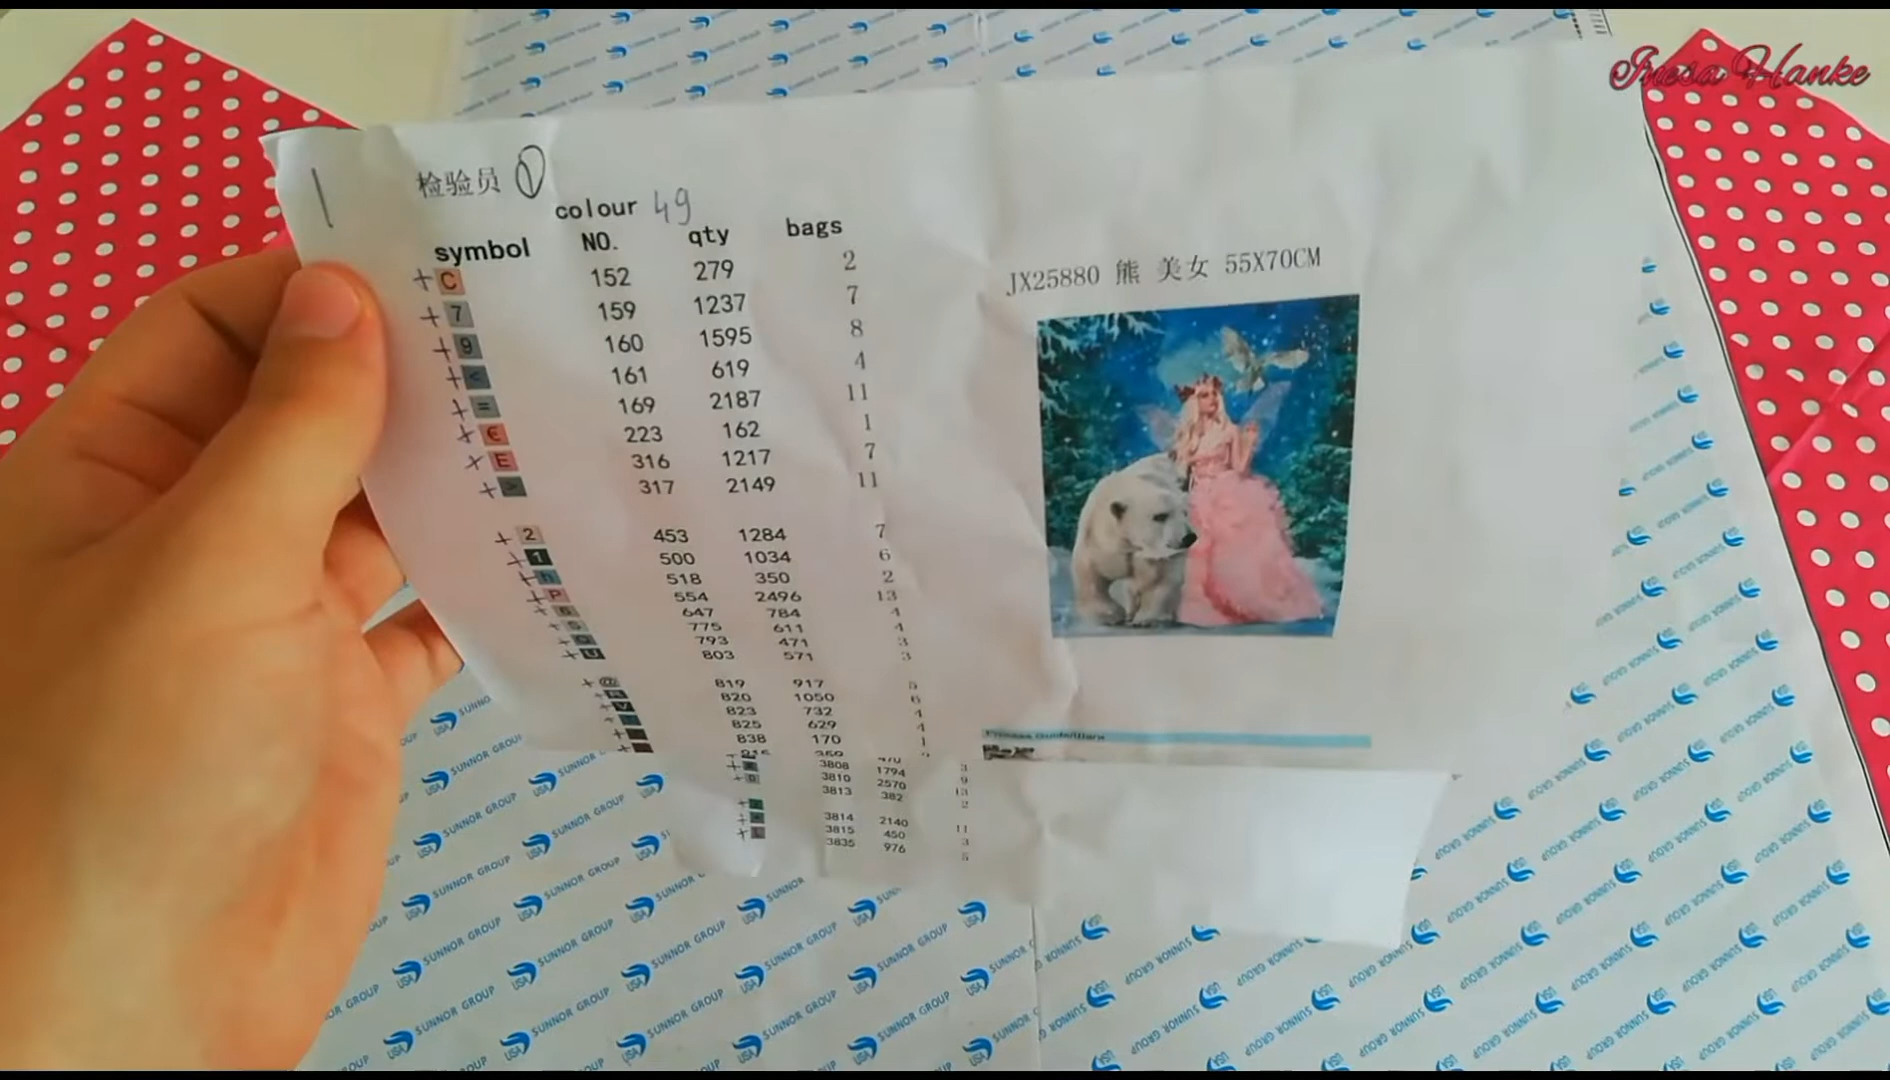 Inesa Hanke
1 检验员 ①
colour 49
symbol NO. qty bags
+ C 152 279 2
+ 7 159 1237 7
+ 9 160 1595 8
+ < 161 619 4
+ = 169 2187 11
+ € 223 162 1
+ E 316 1217 7
+ > 317 2149 11
+ 2 453 1284 7
+ 1 500 1034 6
+ h 518 350 2
+ P 554 2496 13
+ 6 647 784 4
+ S 775 611 4
+ 793 471 3
+ U 803 571 3
+ @ 819 917 5
+ 820 1050 6
+ V 823 732 4
+ 825 629 4
+ 838 170 1
+ 3808 1794 3
+ 3810 2570 9
3813 382 13
2
+ 3814 2140
+ 3815 450 11
+ 3835 976 3
5
JX25880 熊 美女 55X70CM
SUNNOR GROUP
USA